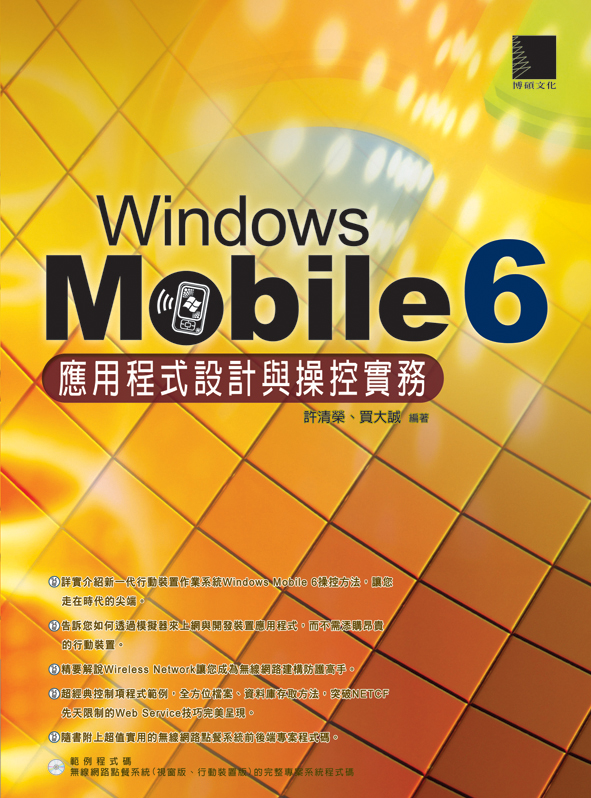 博碩文化
Windows
Mobile 6
應用程式設計與操控實務
許清榮、買大誠 編著
詳實介紹新一代行動裝置作業系統Windows Mobile 6操控方法，讓您
走在時代的尖端。
告訴您如何透過模擬器來上網與開發裝置應用程式，而不需添購昂貴
的行動裝置。
精要解說Wireless Network讓您成為無線網路建構防護高手。
超經典控制項程式範例，全方位檔案、資料庫存取方法，突破NETCF
先天限制的Web Service技巧完美呈現。
隨書附上超值實用的無線網路點餐系統前後端專案程式碼。
範例程式碼
無線網路點餐系統(視窗版、行動裝置版)的完整專案系統程式碼